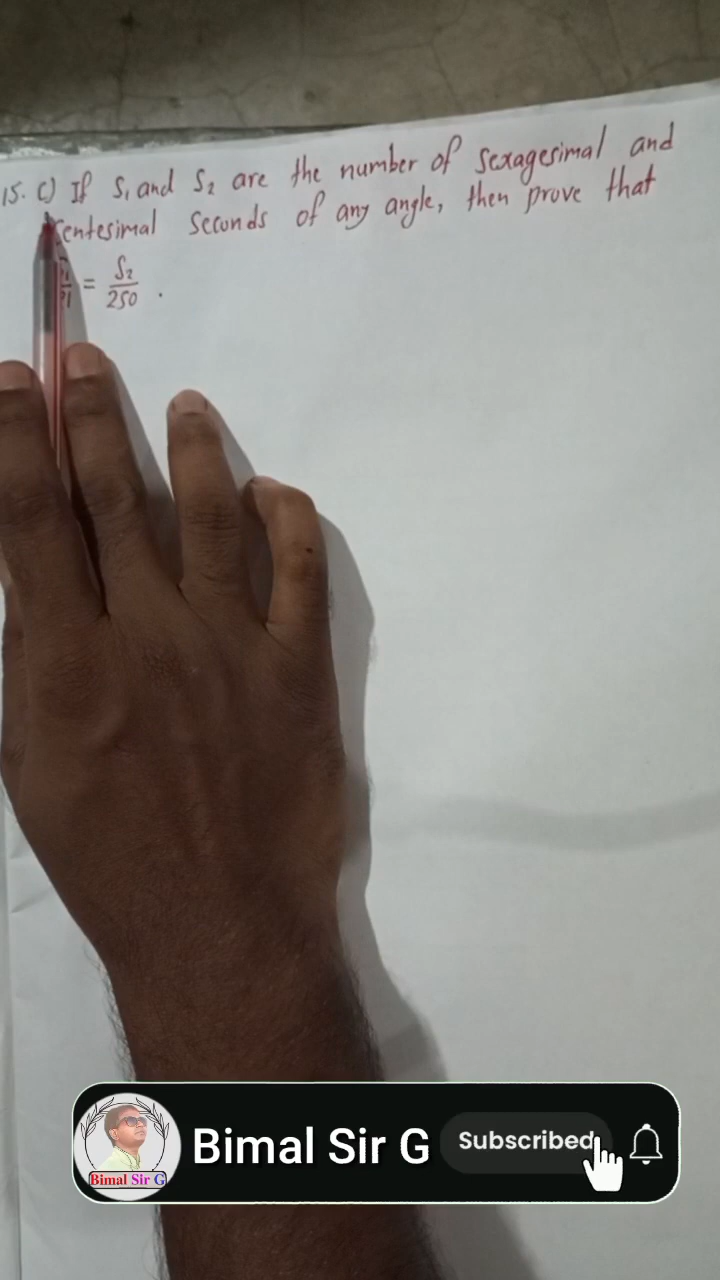 15. C) If S₁ and S₂ are the number of sexagesimal and
centesimal seconds of any angle, then prove that
= S₂/250 .
Bimal Sir G
Bimal Sir G Subscribed